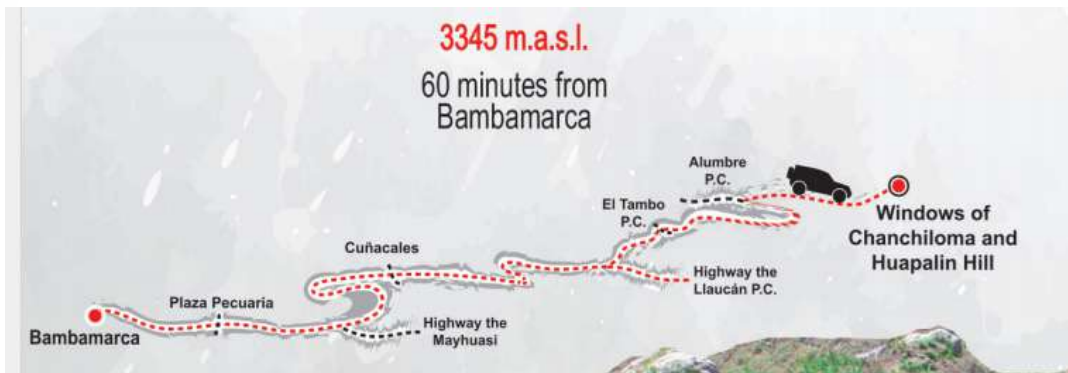 3345 m.a.s.l.
60 minutes from
Bambamarca
Alumbre
P.C.
El Tambo
P.C.
Windows of
Chanchiloma and
Huapalin Hill
Cuñacales
Highway the
Llaucán P.C.
Plaza Pecuaria
Highway the
Mayhuasi
Bambamarca